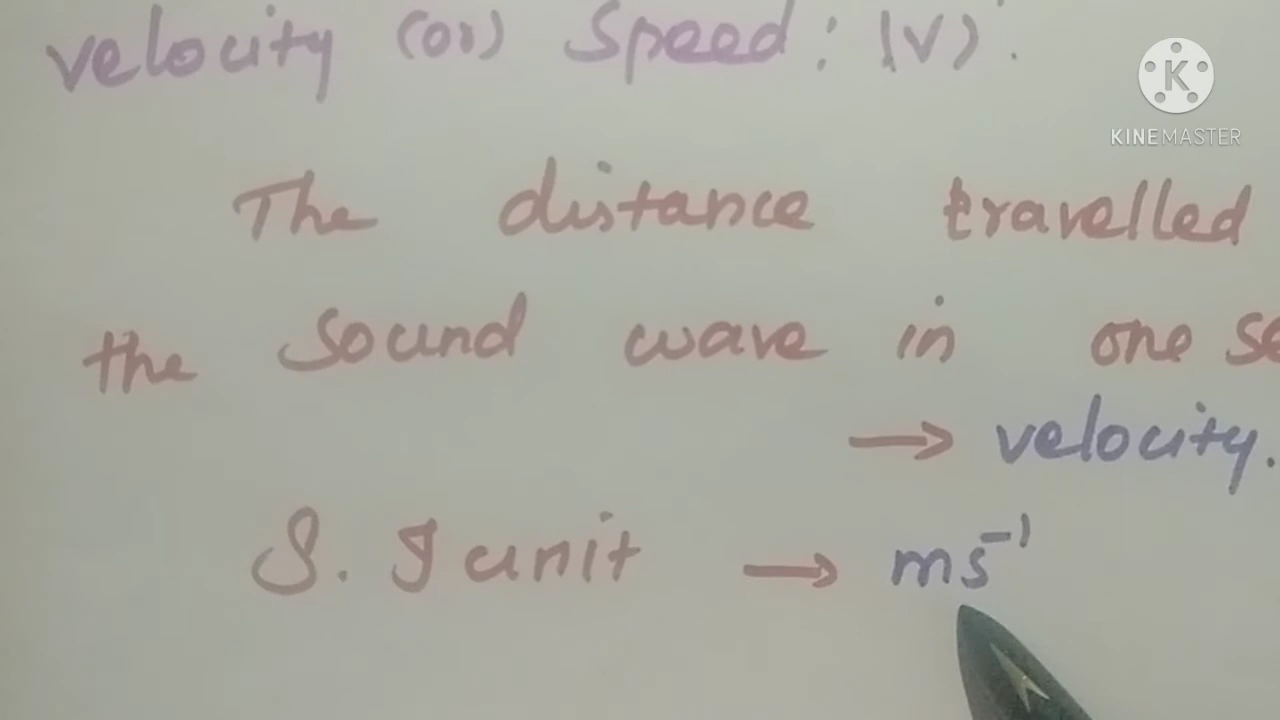 velocity (or) Speed: (V).
K
KINEMASTER
The distance travelled
the sound wave in one
→ velocity.
S. I unit → ms⁻¹